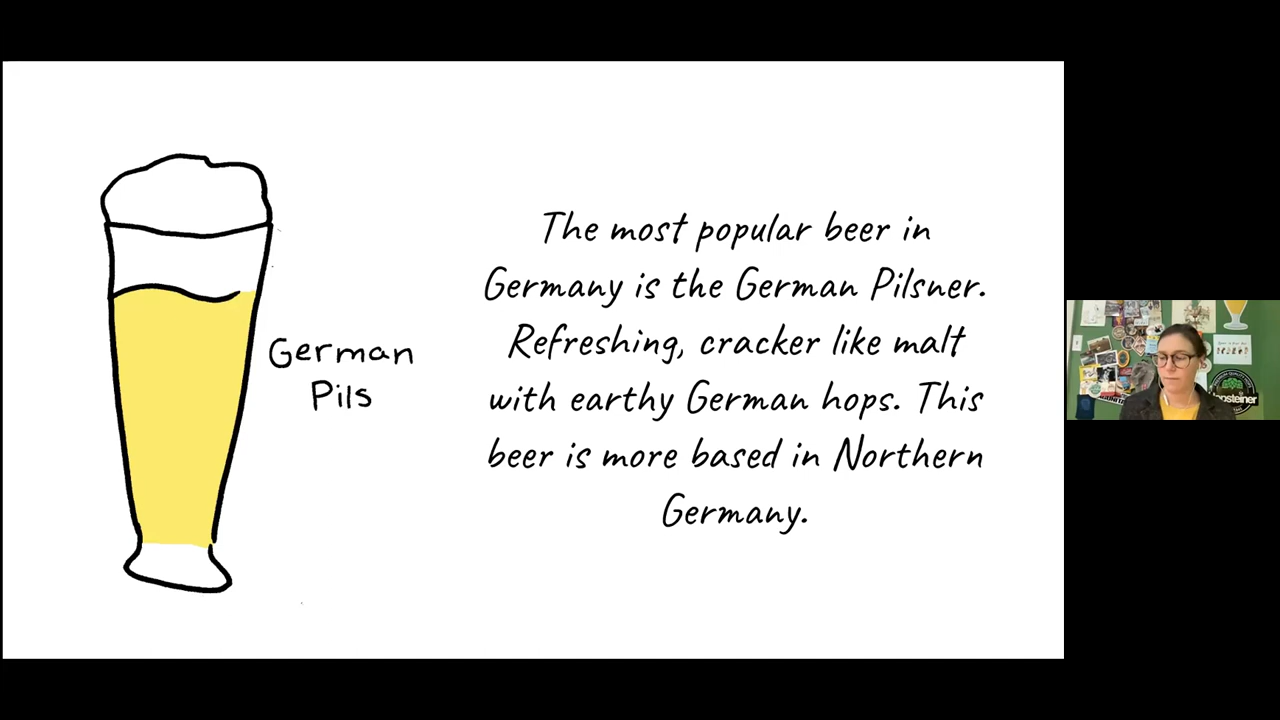 German
Pils
The most popular beer in
Germany is the German Pilsner.
Refreshing, cracker like malt
with earthy German hops. This
beer is more based in Northern
Germany.